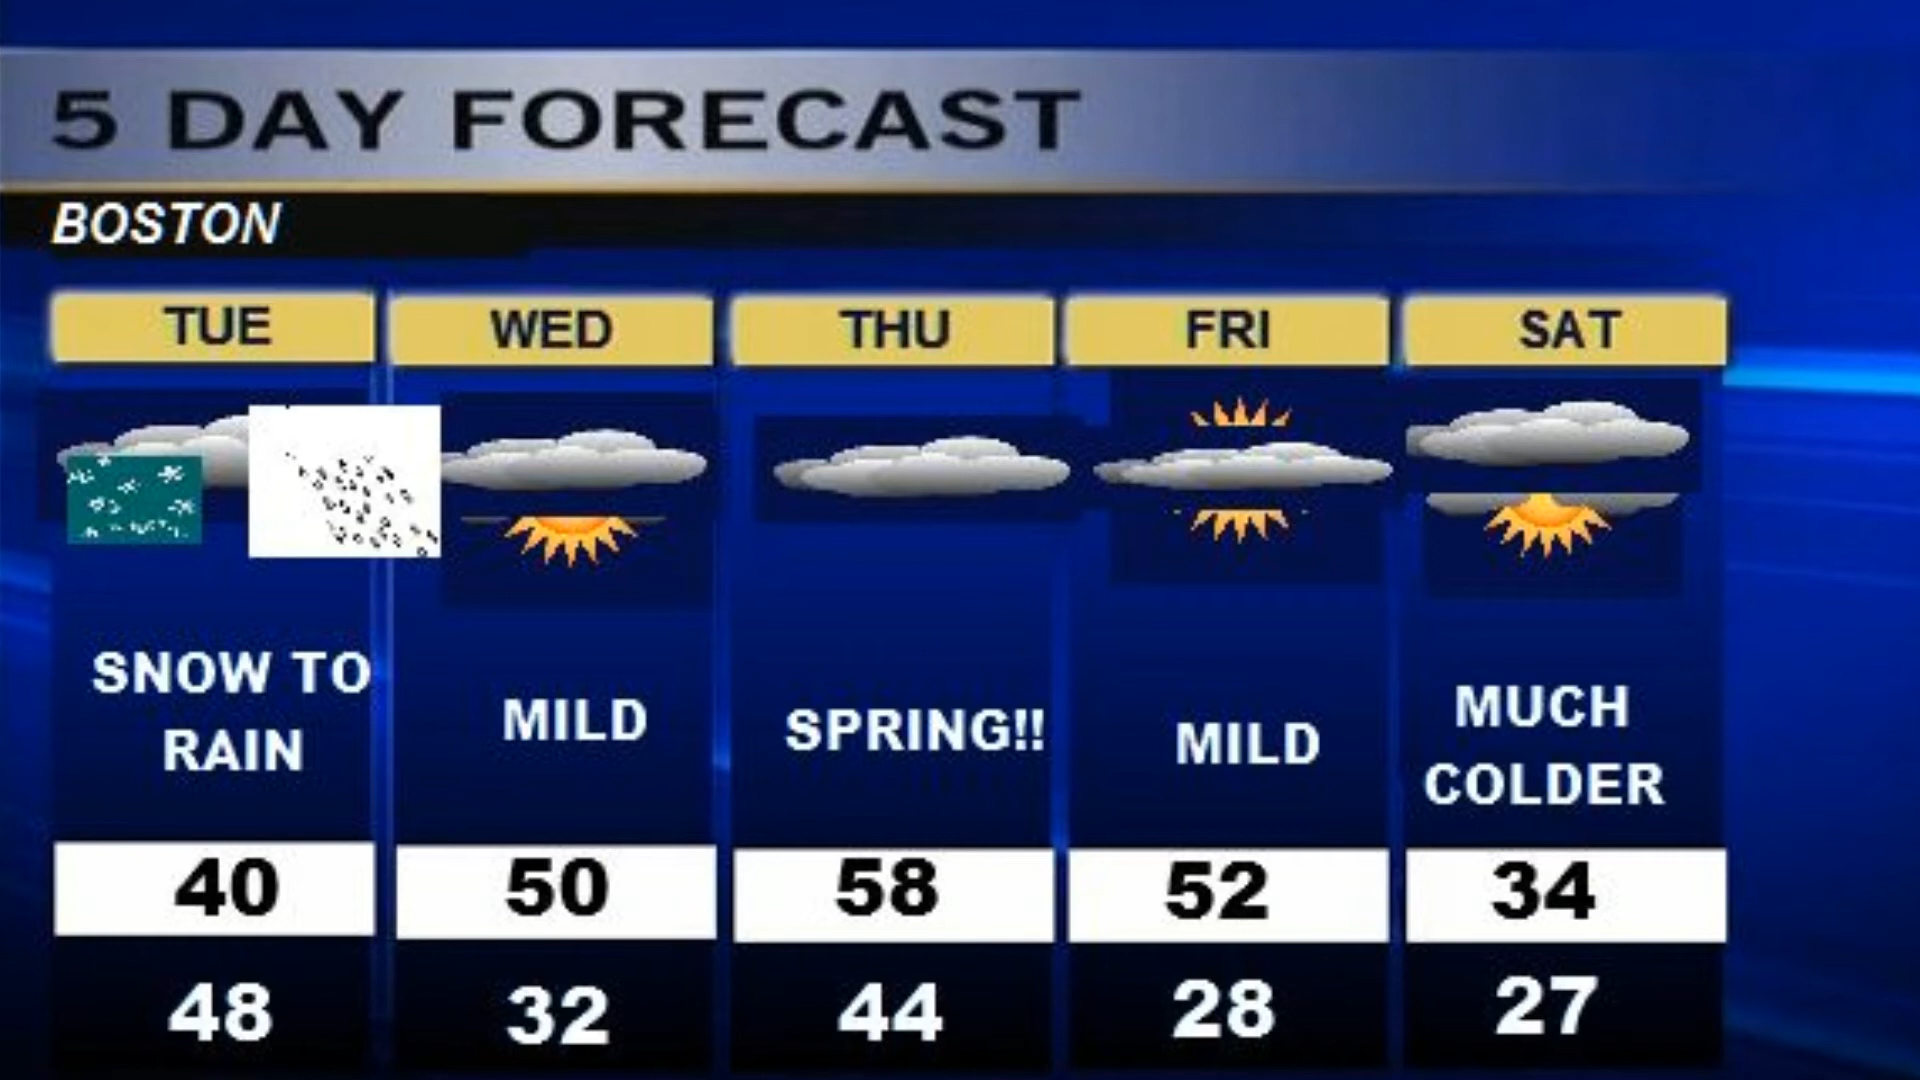 5 DAY FORECAST
BOSTON
TUE WED THU FRI SAT
SNOW TO
RAIN
MILD
SPRING!!
MILD
MUCH
COLDER
40 50 58 52 34
48 32 44 28 27